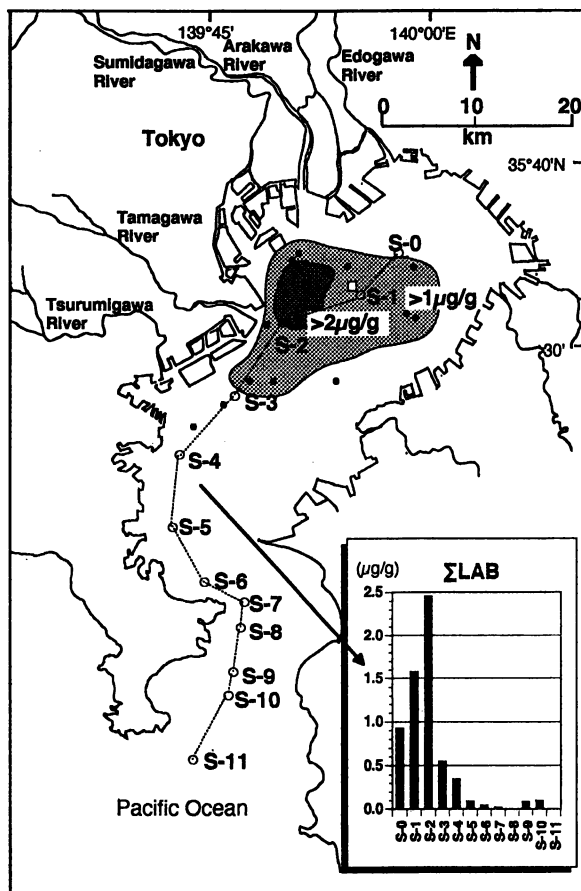 139°45'
140°00'E
Arakawa
River
Edogawa
River
Sumidagawa
River
N
0 10 20
km
Tokyo
35°40'N
Tamagawa
River
S-0
S-1
>1µg/g
Tsurumigawa
River
>2µg/g
S-2
30'
S-3
S-4
S-5
S-6
S-7
S-8
S-9
S-10
S-11
Pacific Ocean
(µg/g)
ΣLAB
2.5
2.0
1.5
1.0
0.5
0.0
S-0
S-1
S-2
S-3
S-4
S-5
S-6
S-7
S-8
S-9
S-10
S-11